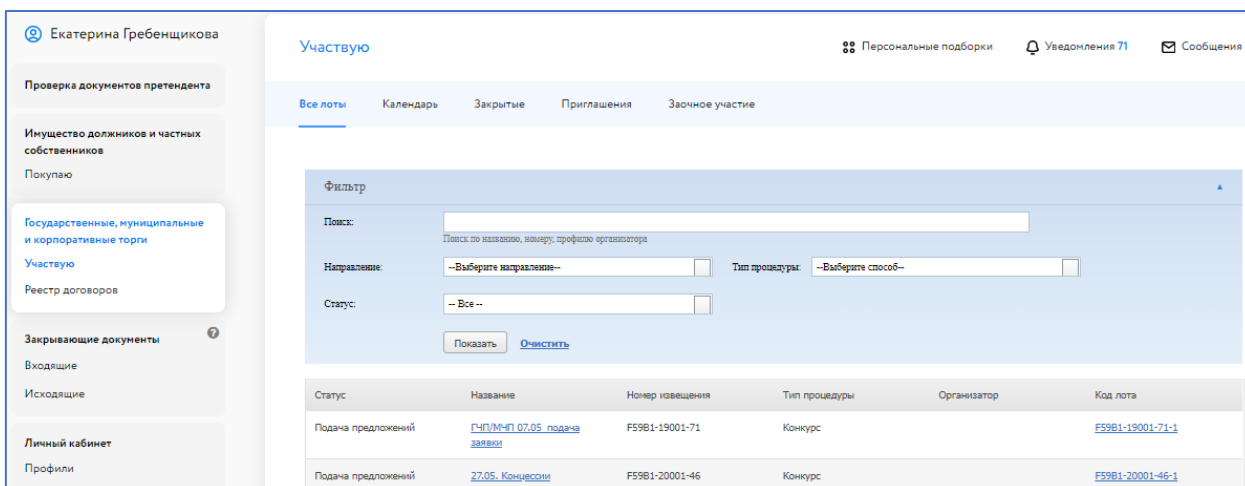 Екатерина Гребенщикова
Проверка документов претендента
Имущество должников и частных
собственников
Покупаю
Государственные, муниципальные
и корпоративные торги
Участвую
Реестр договоров
Закрывающие документы ?
Входящие
Исходящие
Личный кабинет
Профили
Участвую
Персональные подборки Уведомления 71 Сообщения
Все лоты Календарь Закрытые Приглашения Заочное участие
Фильтр
Поиск:
Поиск по названию, номеру, профилю организатора
Направление: --Выберите направление-- Тип процедуры: --Выберите способ--
Статус: -- Все --
Показать Очистить
Статус Название Номер извещения Тип процедуры Организатор Код лота
Подача предложений ГЧП/МЧП 07.05 подача заявки F59B1-19001-71 Конкурс F59B1-19001-71-1
Подача предложений 27.05. Концессии F59B1-20001-46 Конкурс F59B1-20001-46-1